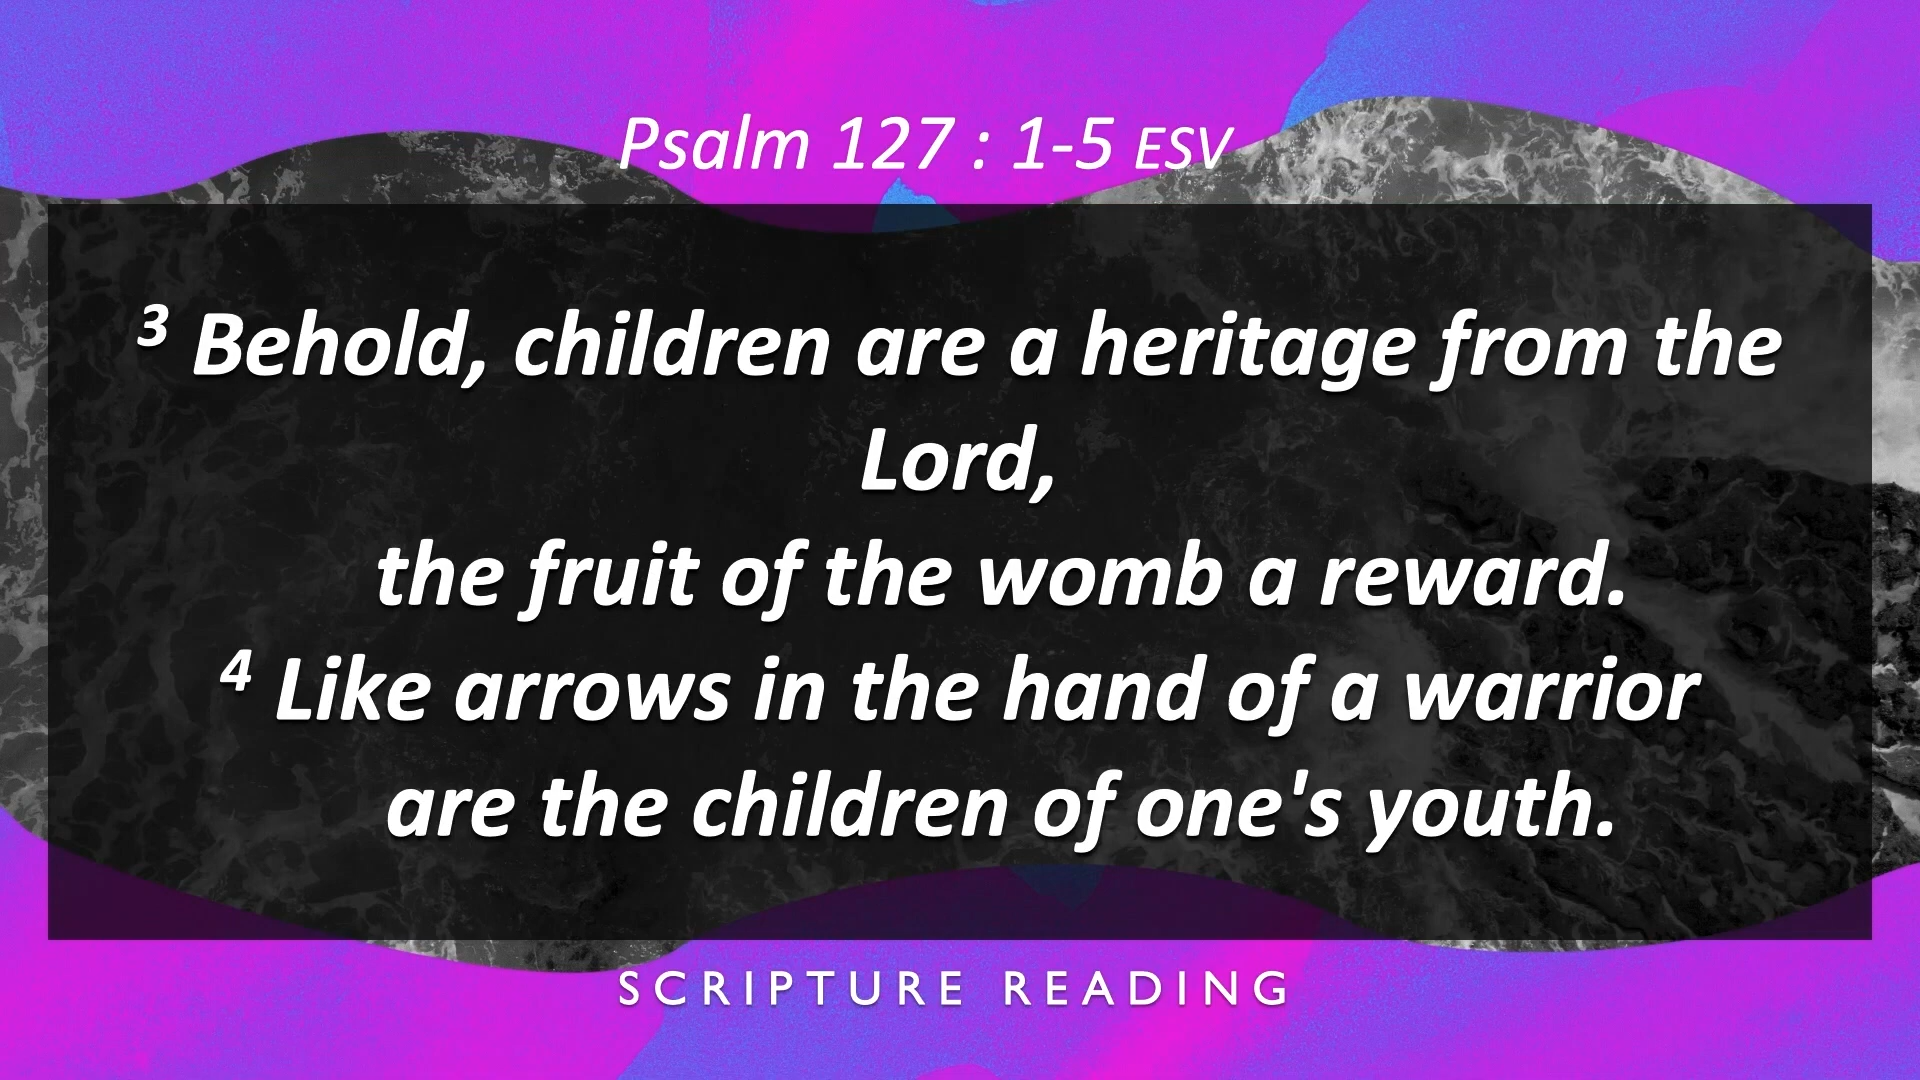 Psalm 127 : 1-5 ESV
³ Behold, children are a heritage from the
Lord,
the fruit of the womb a reward.
⁴ Like arrows in the hand of a warrior
are the children of one's youth.
SCRIPTURE READING